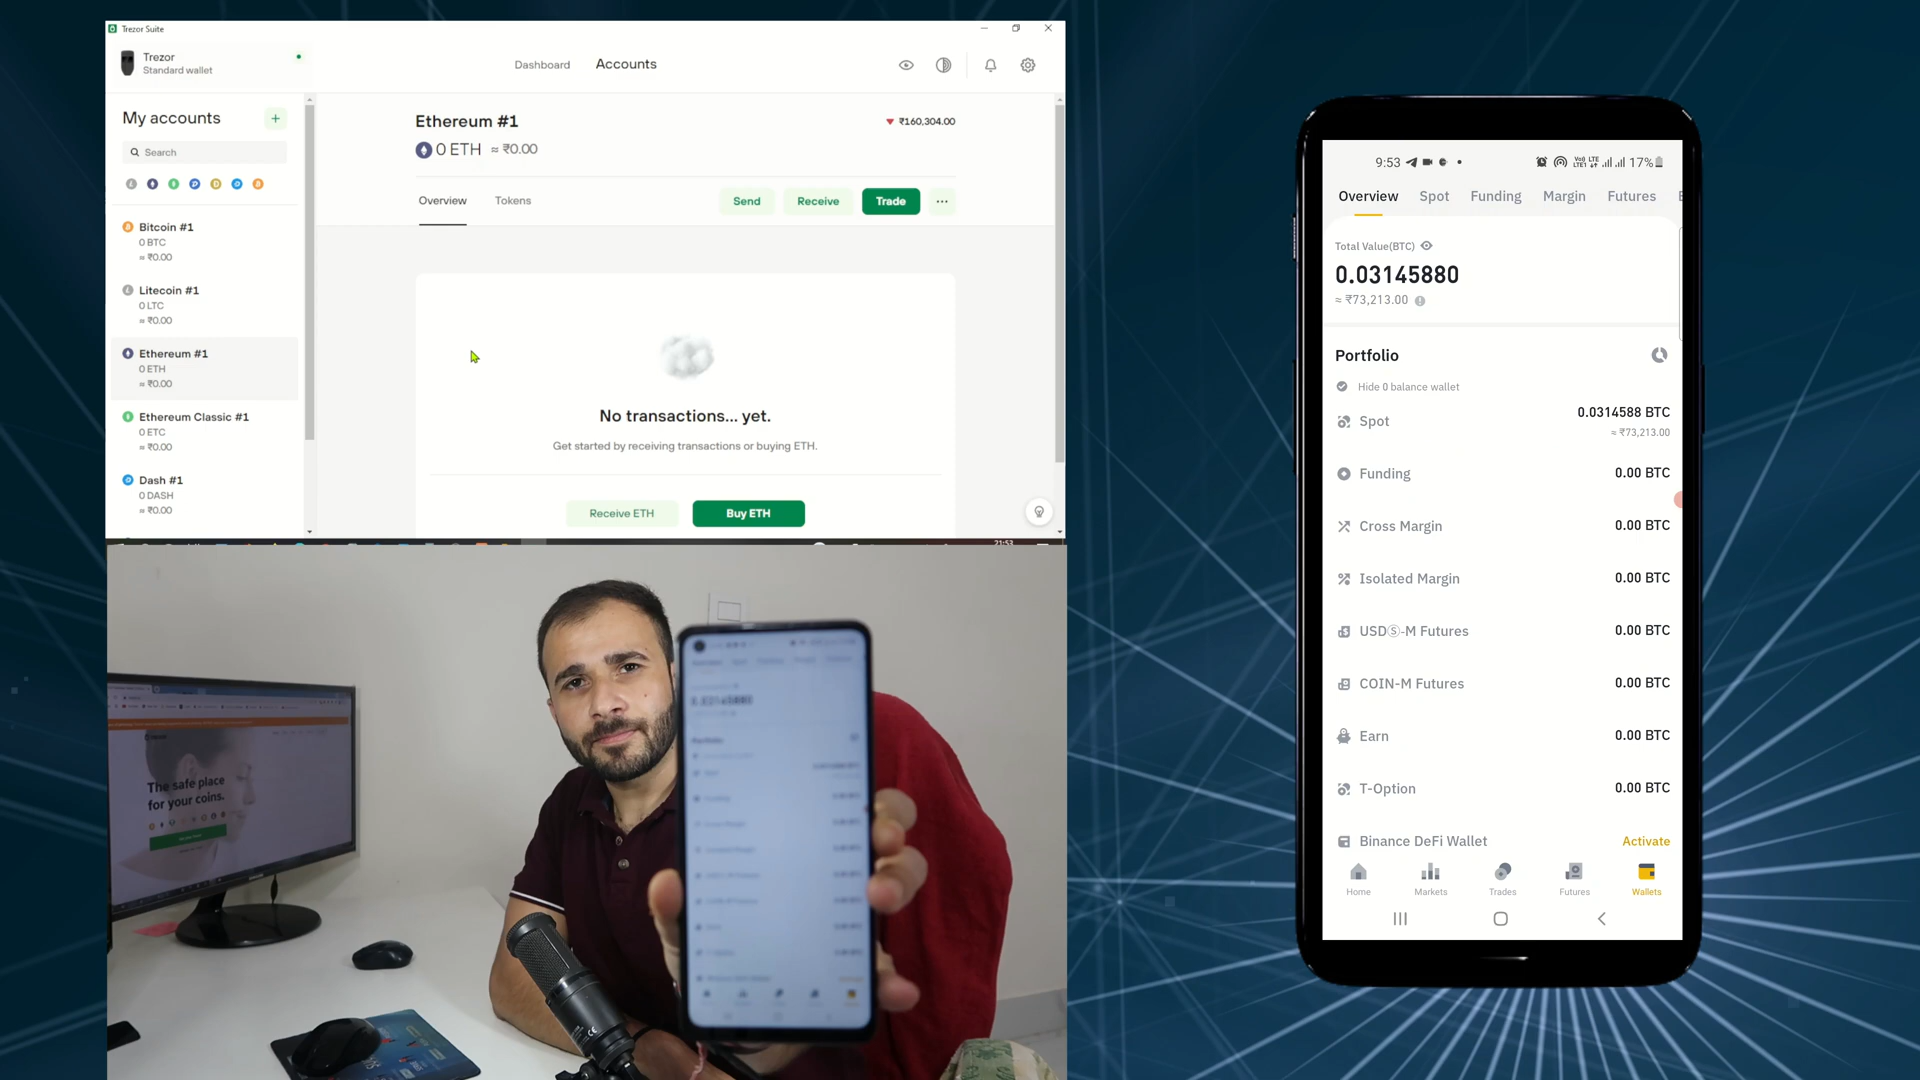 Trezor Suite
Trezor
Standard wallet
Dashboard
Accounts
My accounts
+
Search
Bitcoin #1
0 BTC
≈ ₹0.00
Litecoin #1
0 LTC
≈ ₹0.00
Ethereum #1
0 ETH
≈ ₹0.00
Ethereum Classic #1
0 ETC
≈ ₹0.00
Dash #1
0 DASH
≈ ₹0.00
Ethereum #1
₹160,304.00
0 ETH ≈ ₹0.00
Overview
Tokens
Send
Receive
Trade
No transactions... yet.
Get started by receiving transactions or buying ETH.
Receive ETH
Buy ETH
21:53
The safe place
for your coins.
9:53
17%
Overview
Spot
Funding
Margin
Futures
Total Value(BTC)
0.03145880
≈ ₹73,213.00
Portfolio
Hide 0 balance wallet
Spot
0.0314588 BTC
≈ ₹73,213.00
Funding
0.00 BTC
Cross Margin
0.00 BTC
Isolated Margin
0.00 BTC
USDⓈ-M Futures
0.00 BTC
COIN-M Futures
0.00 BTC
Earn
0.00 BTC
T-Option
0.00 BTC
Binance DeFi Wallet
Activate
Home
Markets
Trades
Futures
Wallets